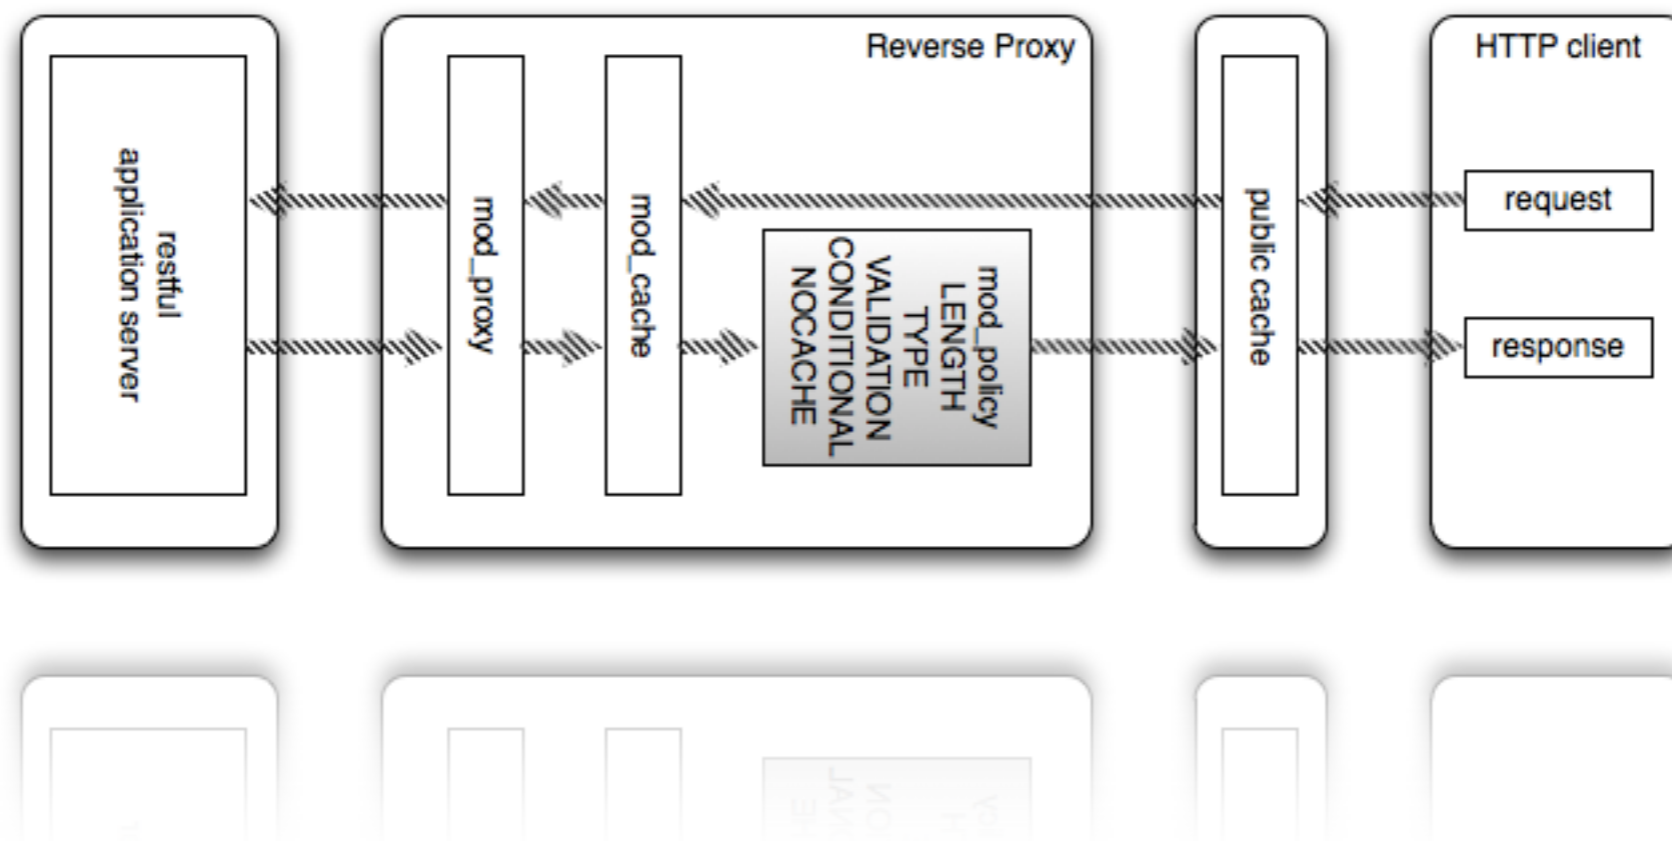 Reverse Proxy
HTTP client
restful
application server
mod_proxy
mod_cache
mod_policy
LENGTH
TYPE
VALIDATION
CONDITIONAL
NOCACHE
public cache
request
response